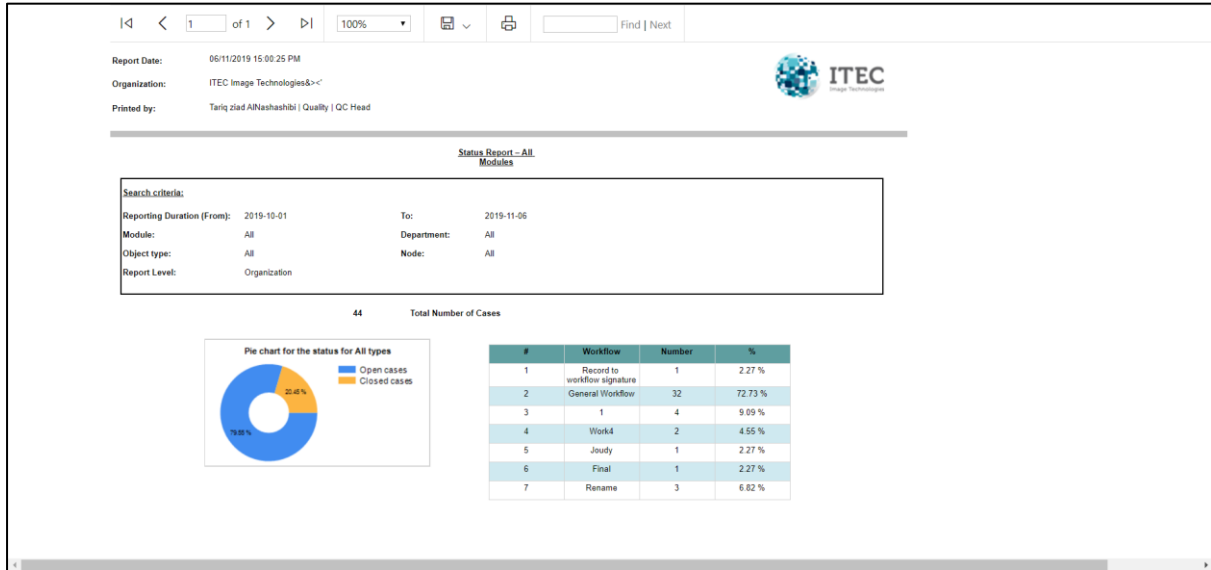 1 of 1 100% Find | Next
Report Date: 06/11/2019 15:00:25 PM
Organization: ITEC Image Technologies&><'
Printed by: Tariq ziad AlNashashibi | Quality | QC Head
ITEC
Image Technologies
Status Report – All
Modules
Search criteria:
Reporting Duration (From): 2019-10-01 To: 2019-11-06
Module: All Department: All
Object type: All Node: All
Report Level: Organization
44 Total Number of Cases
Pie chart for the status for All types
Open cases
Closed cases
20.45 %
79.55 %
# Workflow Number %
1 Record to workflow signature 1 2.27 %
2 General Workflow 32 72.73 %
3 1 4 9.09 %
4 Work4 2 4.55 %
5 Joudy 1 2.27 %
6 Final 1 2.27 %
7 Rename 3 6.82 %